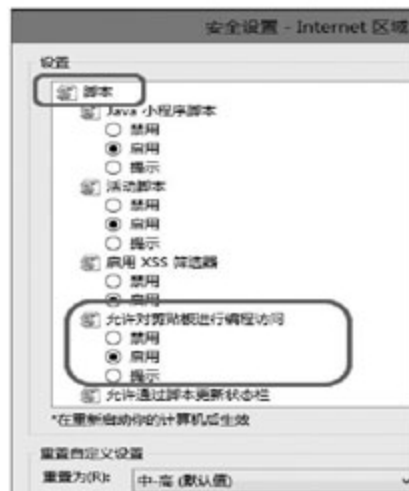 安全设置 - Internet 区域
设置
脚本
Java 小程序脚本
禁用
启用
提示
活动脚本
禁用
启用
提示
启用 XSS 筛选器
禁用
启用
允许对剪贴板进行编程访问
禁用
启用
提示
允许通过脚本更新状态栏
*在重新启动你的计算机后生效
重置自定义设置
重置为(R): 中-高 (默认值)